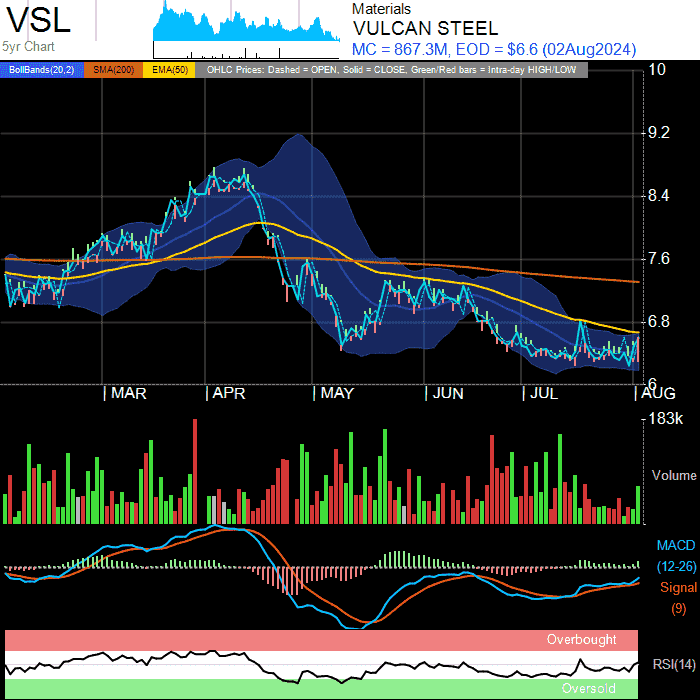 VSL
5yr Chart
Materials
VULCAN STEEL
MC = 867.3M, EOD = $6.6 (02Aug2024)
BollBands(20,2) SMA(200) EMA(50) OHLC Prices: Dashed = OPEN, Solid = CLOSE, Green/Red bars = Intra-day HIGH/LOW
10
9.2
8.4
7.6
6.8
6
MAR APR MAY JUN JUL AUG
183k
Volume
MACD
(12-26)
Signal
(9)
Overbought
RSI(14)
Oversold